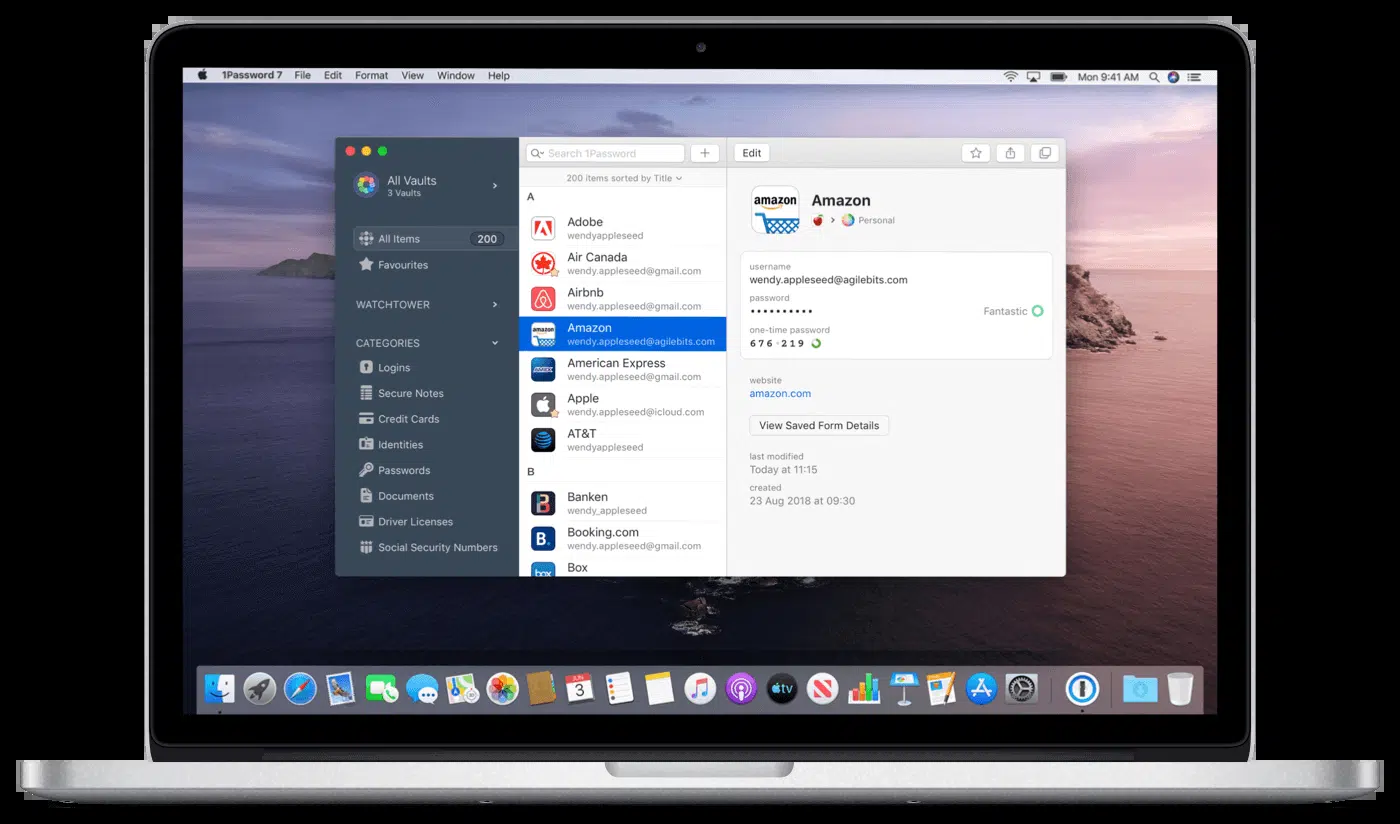 1Password 7 File Edit Format View Window Help
Mon 9:41 AM
All Vaults
3 Vaults
All Items 200
Favourites
WATCHTOWER
CATEGORIES
Logins
Secure Notes
Credit Cards
Identities
Passwords
Documents
Driver Licenses
Social Security Numbers
Search 1Password
200 items sorted by Title
A
Adobe
wendyappleseed
Air Canada
wendy.appleseed@gmail.com
Airbnb
wendy.appleseed@gmail.com
amazon
Amazon
wendy.appleseed@agilebits.com
American Express
wendy.appleseed@gmail.com
Apple
wendy.appleseed@icloud.com
AT&T
wendyappleseed
B
Banken
wendy_appleseed
B.
Booking.com
wendy.appleseed@gmail.com
box
Box
Edit
amazon
Amazon
Personal
username
wendy.appleseed@agilebits.com
password
••••••••••
Fantastic
one-time password
676·219
website
amazon.com
View Saved Form Details
last modified
Today at 11:15
created
23 Aug 2018 at 09:30
JUN
3
tv